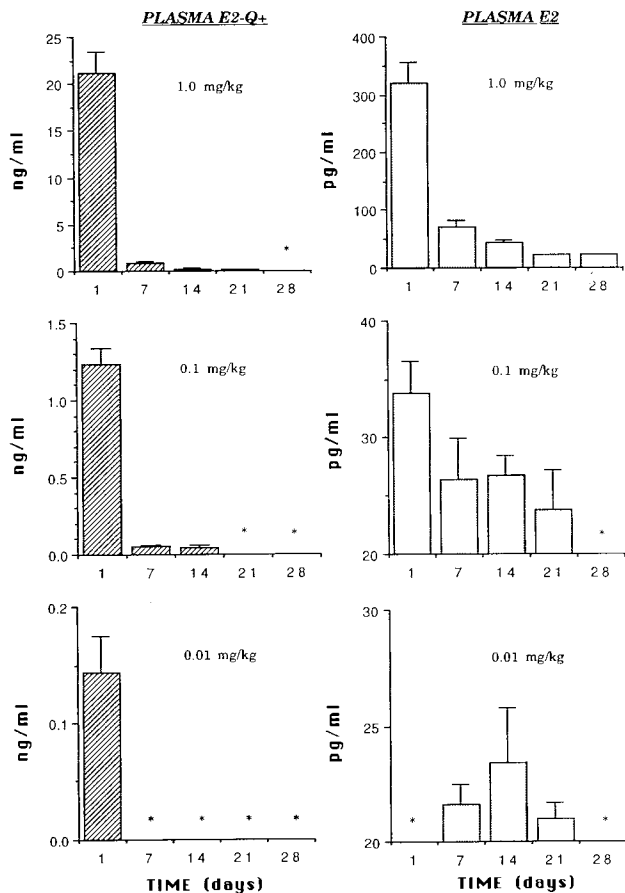 PLASMA E2-Q+
PLASMA E2
25
20
15
10
5
0
ng/ml
1.0 mg/kg
*
1 7 14 21 28
400
300
200
100
50
0
pg/ml
1.0 mg/kg
1 7 14 21 28
1.5
1.0
0.5
0.0
ng/ml
0.1 mg/kg
* *
1 7 14 21 28
40
30
20
pg/ml
0.1 mg/kg
*
1 7 14 21 28
0.2
0.1
0.0
ng/ml
0.01 mg/kg
* * * *
1 7 14 21 28
TIME (days)
30
25
20
pg/ml
0.01 mg/kg
* *
1 7 14 21 28
TIME (days)